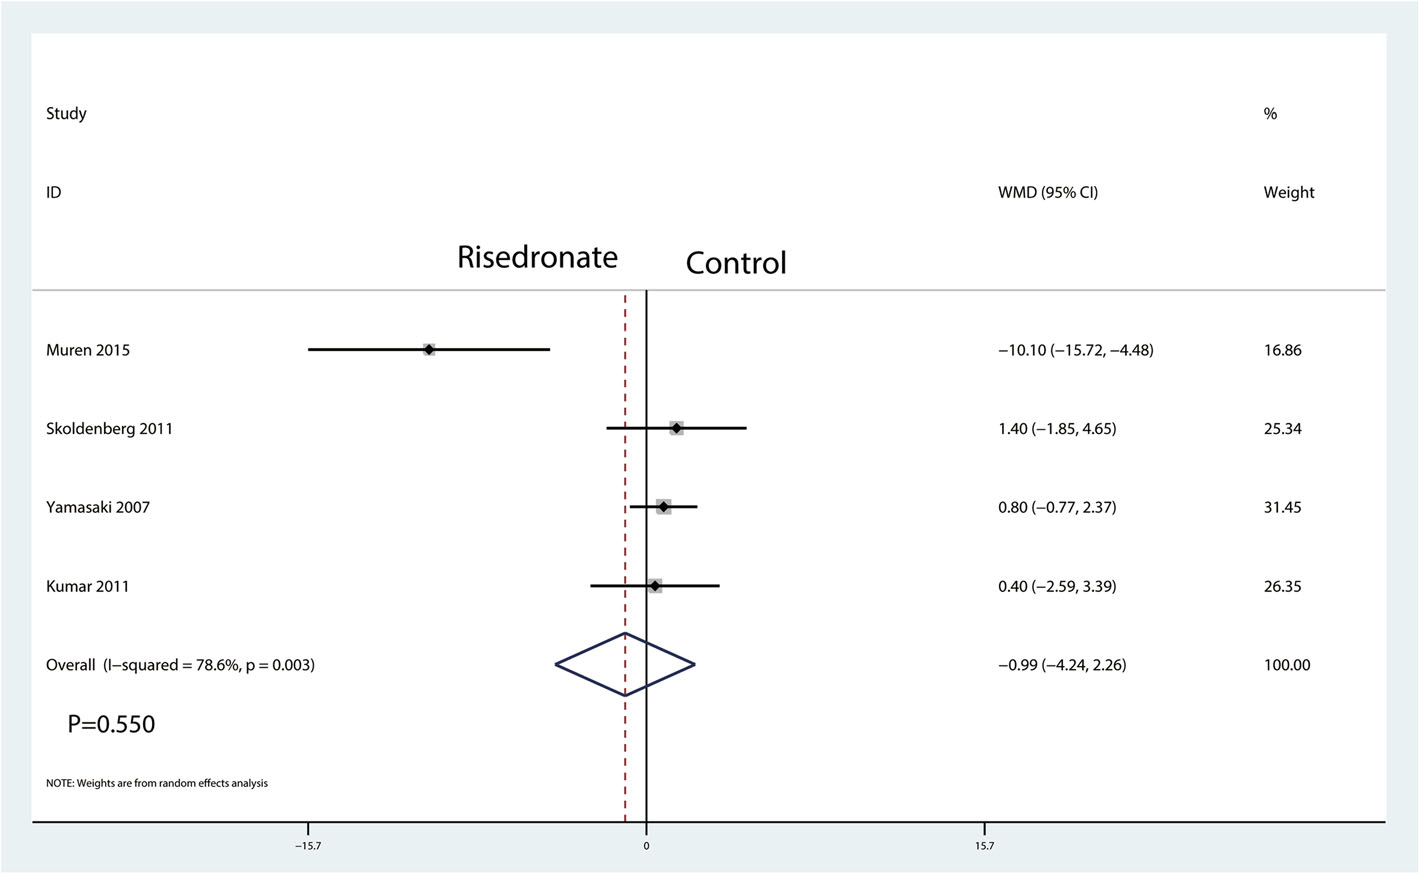 Study %
ID WMD (95% CI) Weight
Risedronate Control
Muren 2015 −10.10 (−15.72, −4.48) 16.86
Skoldenberg 2011 1.40 (−1.85, 4.65) 25.34
Yamasaki 2007 0.80 (−0.77, 2.37) 31.45
Kumar 2011 0.40 (−2.59, 3.39) 26.35
Overall (I−squared = 78.6%, p = 0.003) −0.99 (−4.24, 2.26) 100.00
P=0.550
NOTE: Weights are from random effects analysis
−15.7 0 15.7